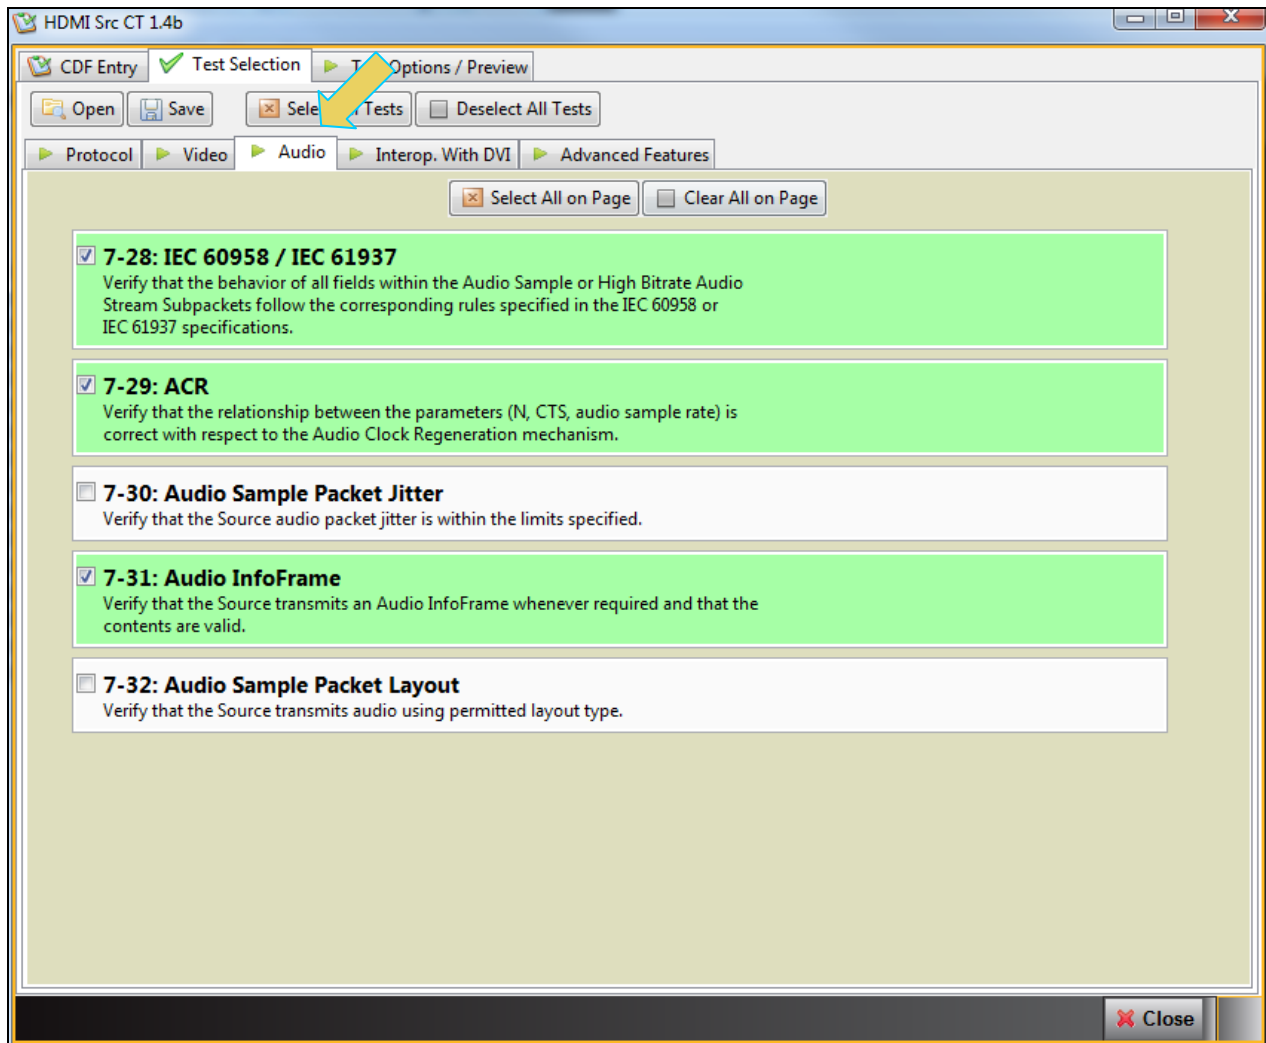 HDMI Src CT 1.4b
CDF Entry Test Selection Options / Preview
Open Save Tests Deselect All Tests
Protocol Video Audio Interop. With DVI Advanced Features
Select All on Page Clear All on Page
7-28: IEC 60958 / IEC 61937
Verify that the behavior of all fields within the Audio Sample or High Bitrate Audio
Stream Subpackets follow the corresponding rules specified in the IEC 60958 or
IEC 61937 specifications.
7-29: ACR
Verify that the relationship between the parameters (N, CTS, audio sample rate) is
correct with respect to the Audio Clock Regeneration mechanism.
7-30: Audio Sample Packet Jitter
Verify that the Source audio packet jitter is within the limits specified.
7-31: Audio InfoFrame
Verify that the Source transmits an Audio InfoFrame whenever required and that the
contents are valid.
7-32: Audio Sample Packet Layout
Verify that the Source transmits audio using permitted layout type.
Close